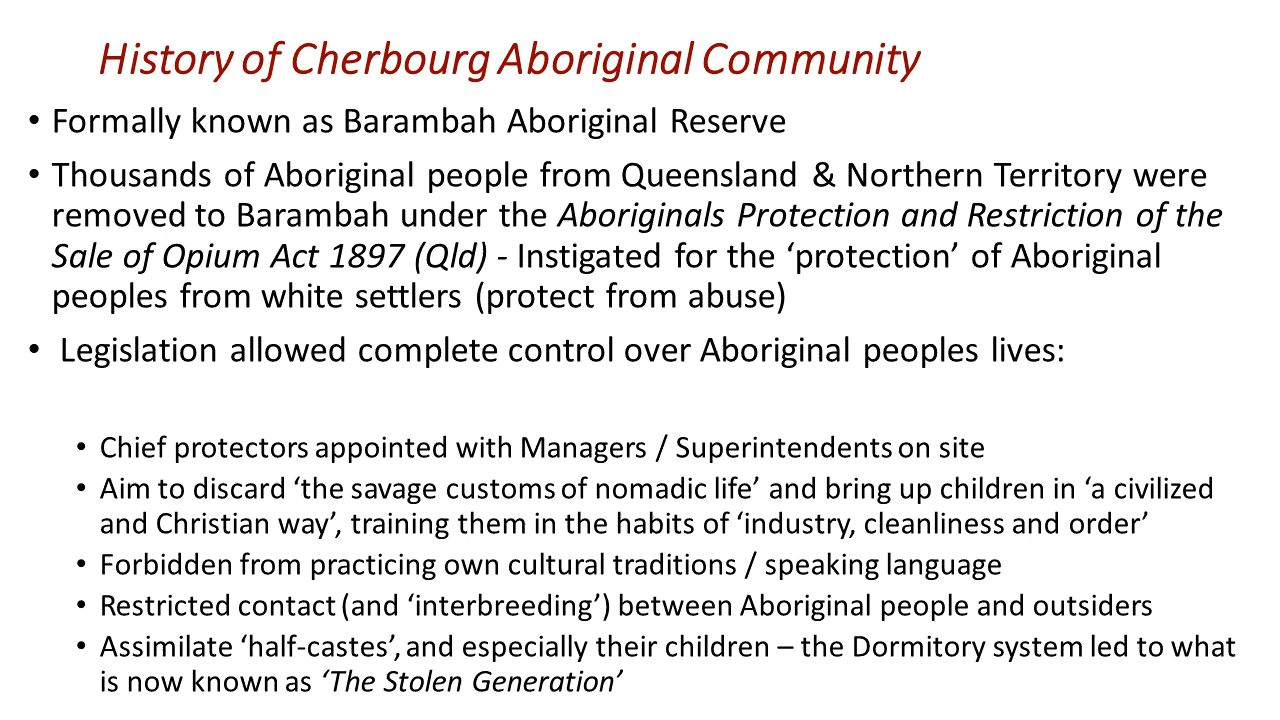 History of Cherbourg Aboriginal Community
• Formally known as Barambah Aboriginal Reserve
• Thousands of Aboriginal people from Queensland & Northern Territory were
removed to Barambah under the Aboriginals Protection and Restriction of the
Sale of Opium Act 1897 (Qld) - Instigated for the ‘protection’ of Aboriginal
peoples from white settlers (protect from abuse)
• Legislation allowed complete control over Aboriginal peoples lives:
• Chief protectors appointed with Managers / Superintendents on site
• Aim to discard ‘the savage customs of nomadic life’ and bring up children in ‘a civilized
and Christian way’, training them in the habits of ‘industry, cleanliness and order’
• Forbidden from practicing own cultural traditions / speaking language
• Restricted contact (and ‘interbreeding’) between Aboriginal people and outsiders
• Assimilate ‘half-castes’, and especially their children – the Dormitory system led to what
is now known as ‘The Stolen Generation’